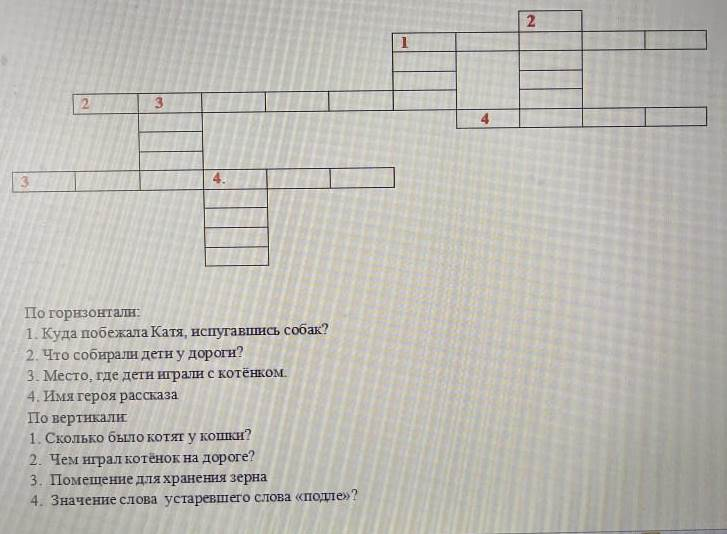 2
1
2 3
4
3 4.
По горизонтали:
1. Куда побежала Катя, испугавшись собак?
2. Что собирали дети у дороги?
3. Место, где дети играли с котёнком.
4. Имя героя рассказа
По вертикали:
1. Сколько было котят у кошки?
2. Чем играл котёнок на дороге?
3. Помещение для хранения зерна
4. Значение слова устаревшего слова «подле»?